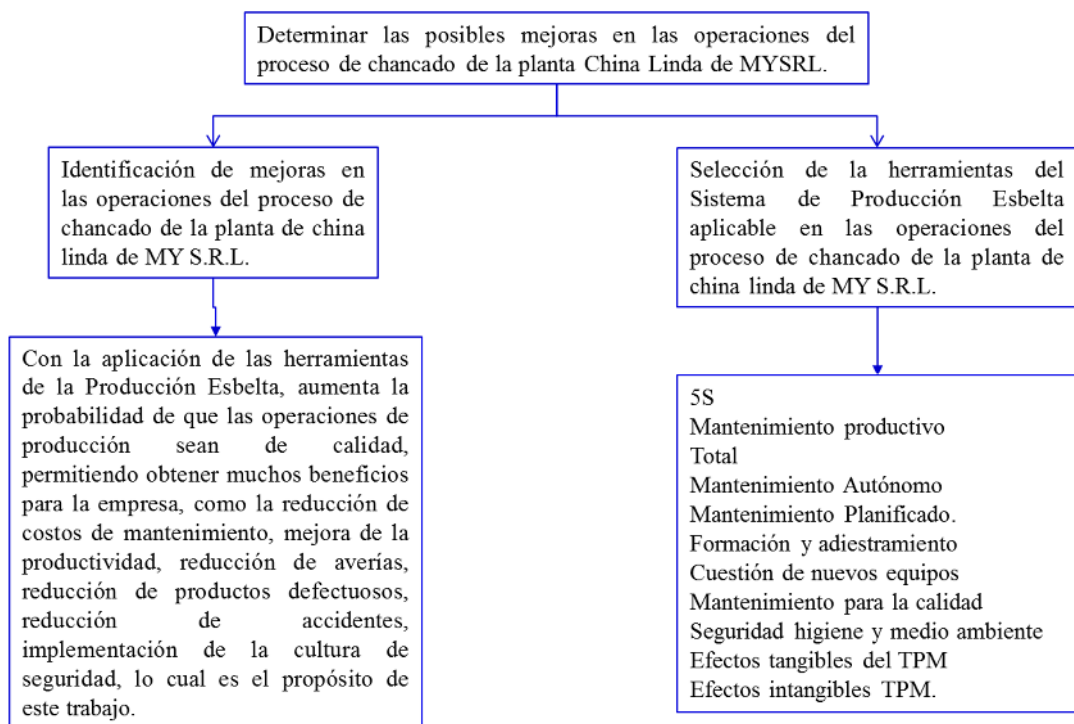 Determinar las posibles mejoras en las operaciones del
proceso de chancado de la planta China Linda de MYSRL.
Identificación de mejoras en
las operaciones del proceso de
chancado de la planta de china
linda de MY S.R.L.
Selección de la herramientas del
Sistema de Producción Esbelta
aplicable en las operaciones del
proceso de chancado de la planta de
china linda de MY S.R.L.
Con la aplicación de las herramientas
de la Producción Esbelta, aumenta la
probabilidad de que las operaciones de
producción sean de calidad,
permitiendo obtener muchos beneficios
para la empresa, como la reducción de
costos de mantenimiento, mejora de la
productividad, reducción de averías,
reducción de productos defectuosos,
reducción de accidentes,
implementación de la cultura de
seguridad, lo cual es el propósito de
este trabajo.
5S
Mantenimiento productivo
Total
Mantenimiento Autónomo
Mantenimiento Planificado.
Formación y adiestramiento
Cuestión de nuevos equipos
Mantenimiento para la calidad
Seguridad higiene y medio ambiente
Efectos tangibles del TPM
Efectos intangibles TPM.